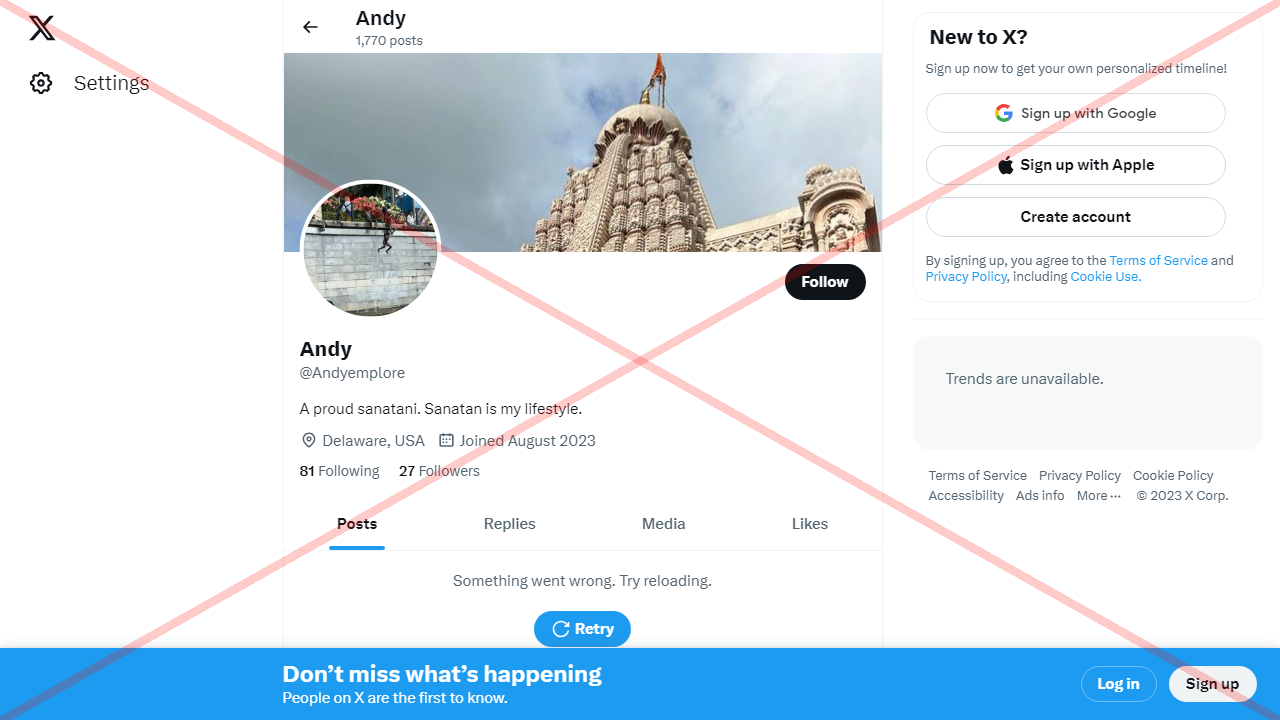 Settings
Andy
1,770 posts
Follow
Andy
@Andyemplore
A proud sanatani. Sanatan is my lifestyle.
Delaware, USA Joined August 2023
81 Following 27 Followers
Posts Replies Media Likes
Something went wrong. Try reloading.
Retry
New to X?
Sign up now to get your own personalized timeline!
Sign up with Google
Sign up with Apple
Create account
By signing up, you agree to the Terms of Service and
Privacy Policy, including Cookie Use.
Trends are unavailable.
Terms of Service Privacy Policy Cookie Policy
Accessibility Ads info More ··· © 2023 X Corp.
Don’t miss what’s happening
People on X are the first to know.
Log in Sign up